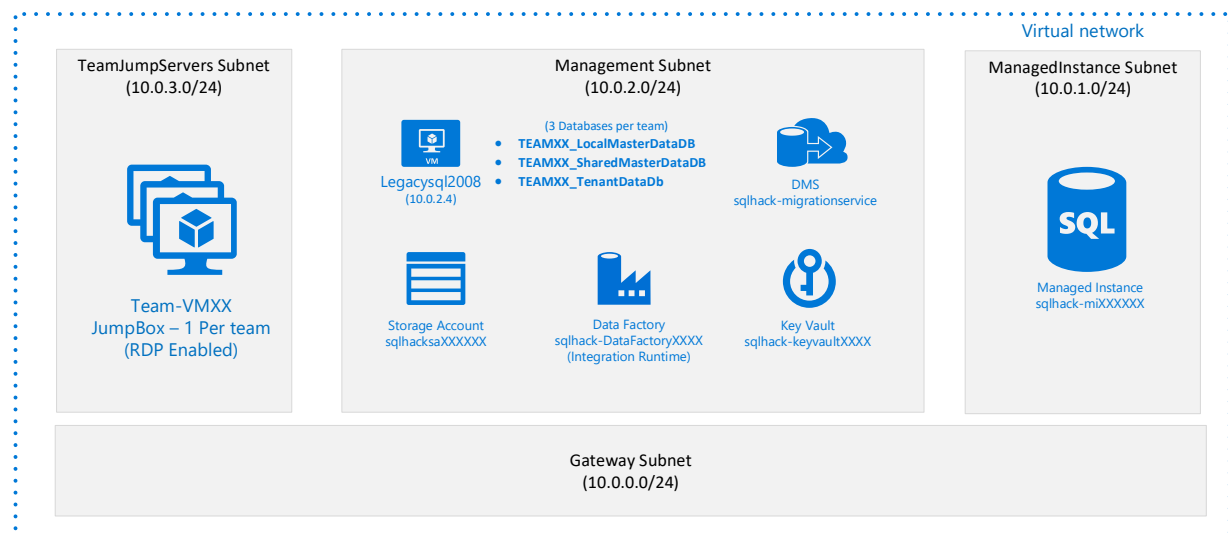 Virtual network
TeamJumpServers Subnet
(10.0.3.0/24)
Team-VMXX
JumpBox – 1 Per team
(RDP Enabled)
Management Subnet
(10.0.2.0/24)
VM
Legacysql2008
(10.0.2.4)
(3 Databases per team)
• TEAMXX_LocalMasterDataDB
• TEAMXX_SharedMasterDataDB
• TEAMXX_TenantDataDb
DMS
sqlhack-migrationservice
Storage Account
sqlhacksaXXXXXX
Data Factory
sqlhack-DataFactoryXXXX
(Integration Runtime)
Key Vault
sqlhack-keyvaultXXXX
ManagedInstance Subnet
(10.0.1.0/24)
SQL
Managed Instance
sqlhack-miXXXXXX
Gateway Subnet
(10.0.0.0/24)